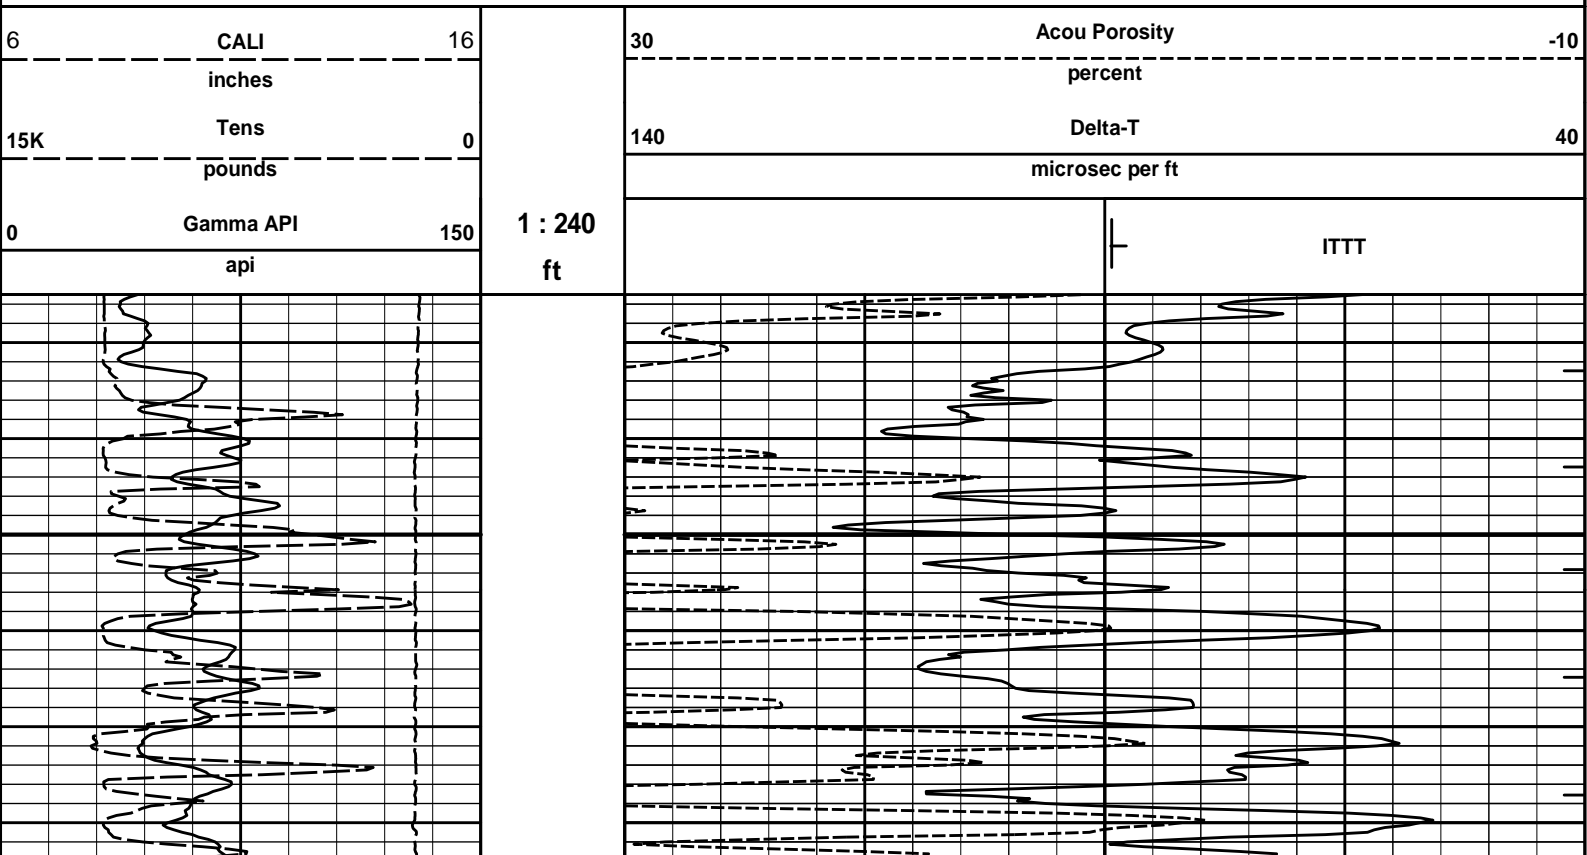 6 CALI 16
inches
15K Tens 0
pounds
0 Gamma API 150
api
1 : 240
ft
30 Acou Porosity -10
percent
140 Delta-T 40
microsec per ft
ITTT